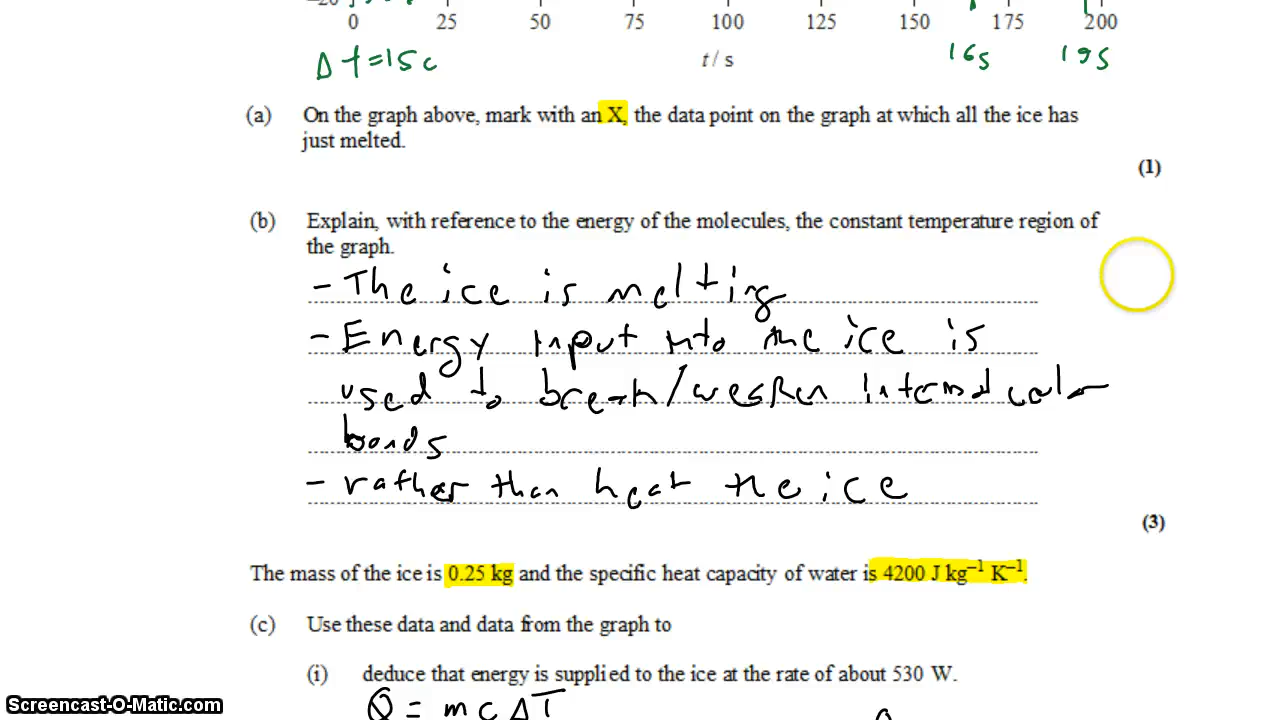 -20
0 25 50 75 100 125 150 175 200
Δt=15c t/s 165 195
(a) On the graph above, mark with an X, the data point on the graph at which all the ice has
just melted.
(1)
(b) Explain, with reference to the energy of the molecules, the constant temperature region of
the graph.
- The ice is melting
- Energy input into the ice is
used to break/weaken
bonds
- rather than heat the ice
(3)
The mass of the ice is 0.25 kg and the specific heat capacity of water is 4200 J kg⁻¹ K⁻¹.
(c) Use these data and data from the graph to
(i) deduce that energy is supplied to the ice at the rate of about 530 W.
Q = mcΔT
Screencast-O-Matic.com